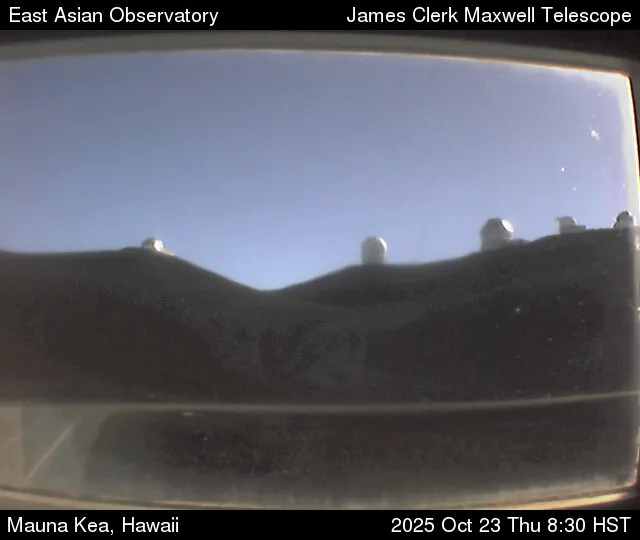 East Asian Observatory
James Clerk Maxwell Telescope
Mauna Kea, Hawaii
2025 Oct 23 Thu 8:30 HST